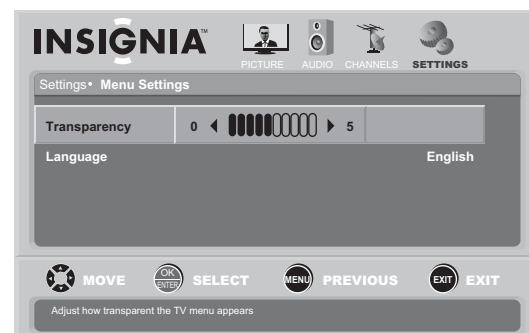 INSIGNIA™
PICTURE AUDIO CHANNELS SETTINGS
Settings• Menu Settings
Transparency 0 5
Language English
MOVE OK ENTER SELECT MENU PREVIOUS EXIT EXIT
Adjust how transparent the TV menu appears